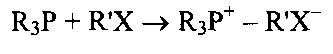 R₃P + R'X → R₃P⁺ – R'X⁻